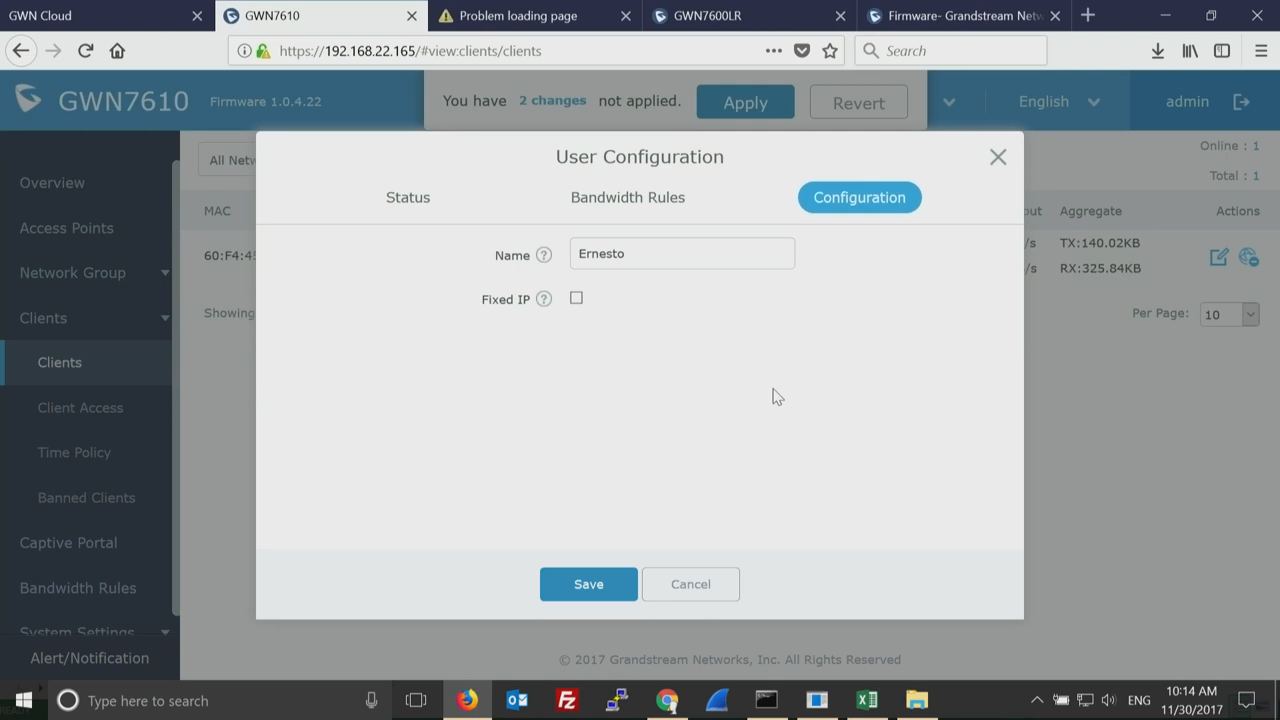 GWN Cloud
GWN7610
Problem loading page
GWN7600LR
Firmware- Grandstream Netw
https://192.168.22.165/#view:clients/clients
Search
GWN7610 Firmware 1.0.4.22
You have 2 changes not applied. Apply Revert
English admin
User Configuration
Status Bandwidth Rules Configuration
Name ? Ernesto
Fixed IP ?
Save Cancel
Overview
Access Points
Network Group
Clients
Clients
Client Access
Time Policy
Banned Clients
Captive Portal
Bandwidth Rules
System Settings
Alert/Notification
All Netw
Online : 1
Total : 1
MAC Aggregate Actions
60:F4:45 /s TX:140.02KB
/s RX:325.84KB
Showing Per Page: 10
© 2017 Grandstream Networks, Inc. All Rights Reserved
Type here to search
ENG
10:14 AM
11/30/2017